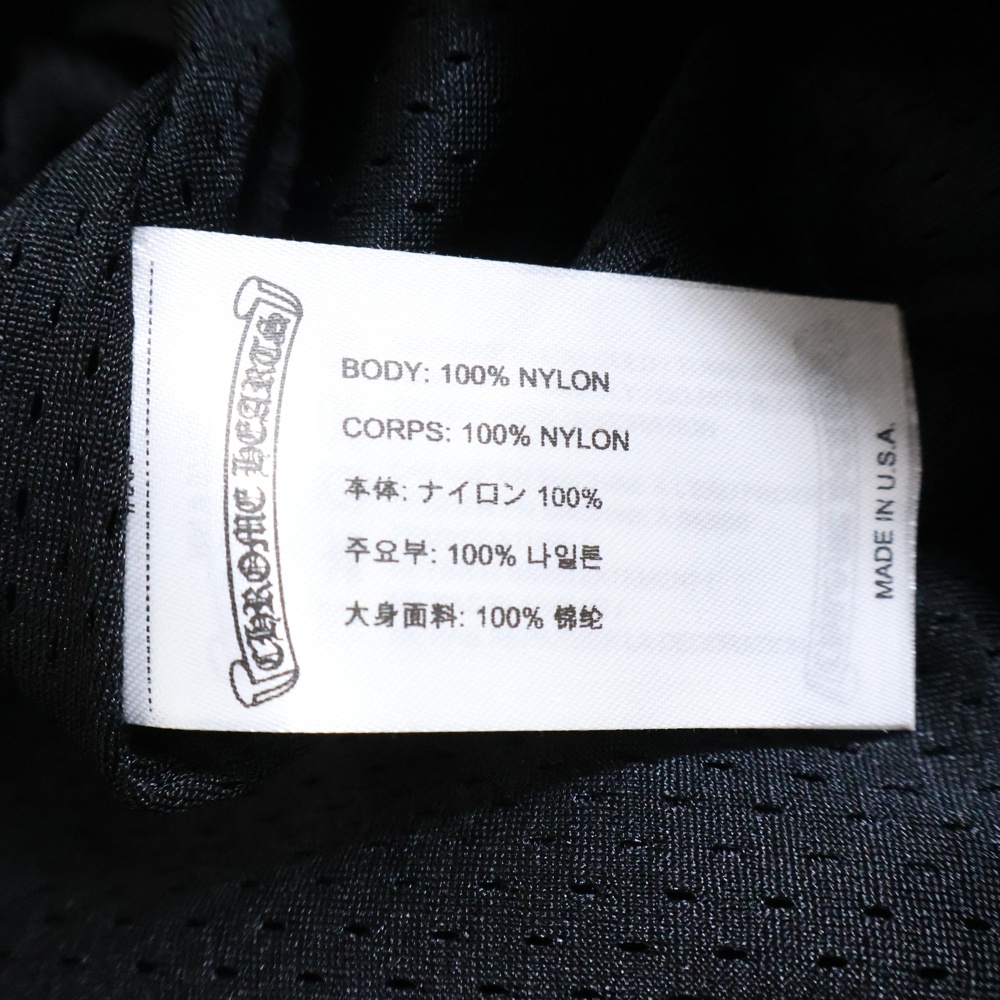 CHROME HEARTS
BODY: 100% NYLON
CORPS: 100% NYLON
本体: ナイロン 100%
주요부: 100% 나일론
大身面料: 100% 锦纶
MADE IN U.S.A.